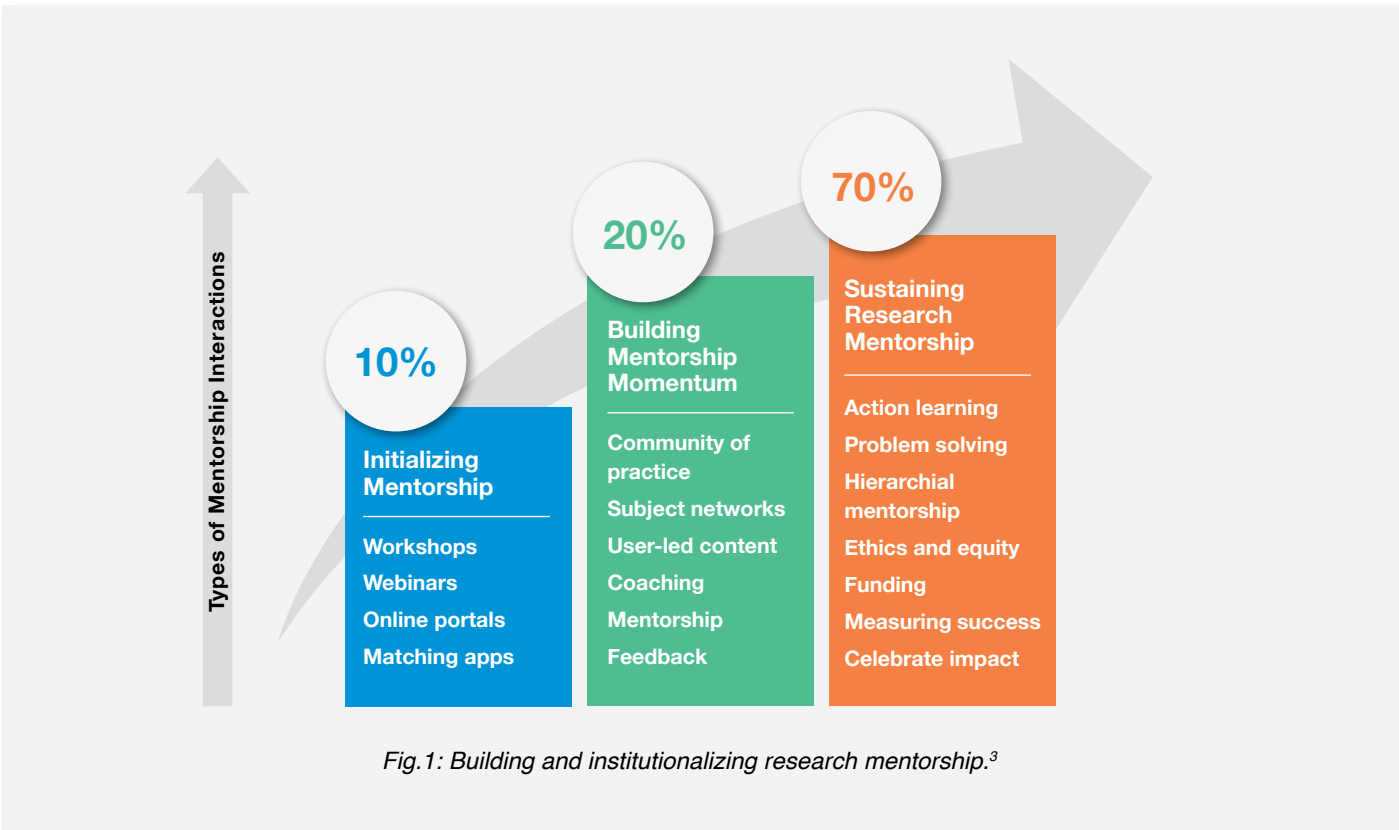 Types of Mentorship Interactions
10%
Initializing
Mentorship
Workshops
Webinars
Online portals
Matching apps
20%
Building
Mentorship
Momentum
Community of
practice
Subject networks
User-led content
Coaching
Mentorship
Feedback
70%
Sustaining
Research
Mentorship
Action learning
Problem solving
Hierarchial
mentorship
Ethics and equity
Funding
Measuring success
Celebrate impact
Fig.1: Building and institutionalizing research mentorship.³